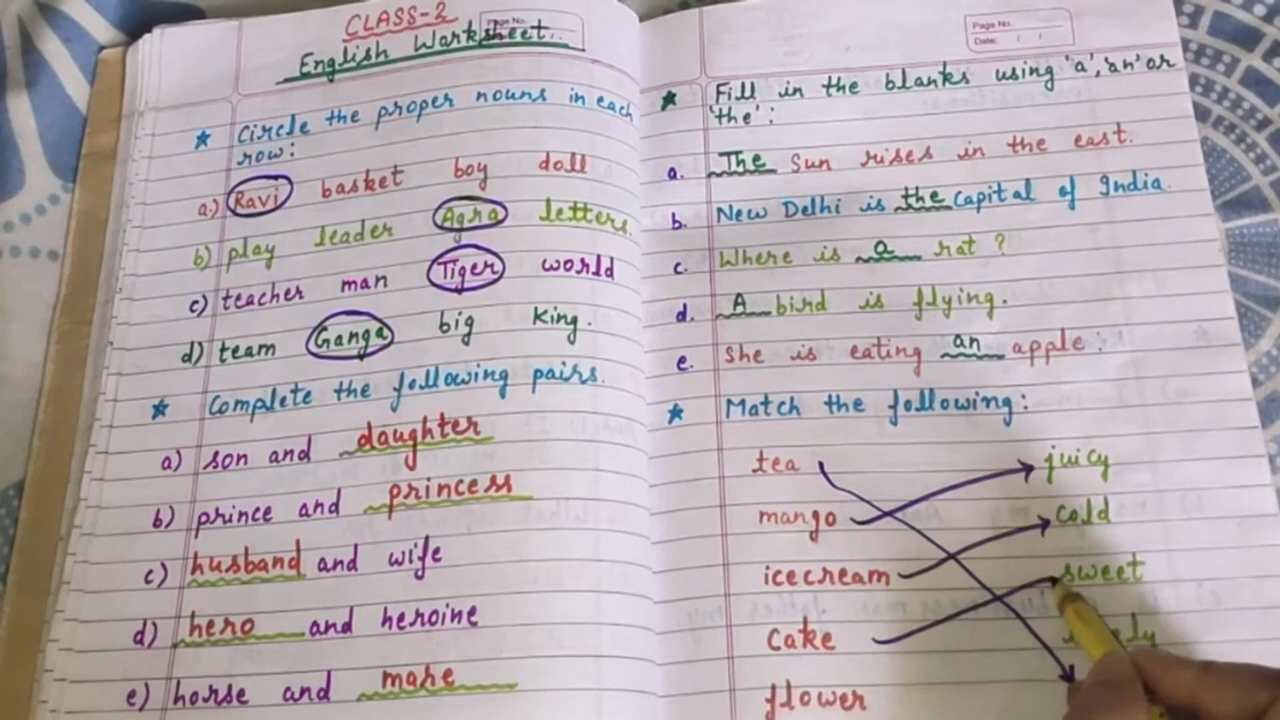 CLASS-2
Page No.
English Worksheet..
★ Circle the proper nouns in each
row:
a.) Ravi basket boy doll
b) play leader Agra letters.
c) teacher man Tiger world
d) team Ganga big King.
★ Complete the following pairs.
a) son and daughter
b) prince and princess
c) husband and wife
d) hero and heroine
e) horse and mare
Page No.
Date: / /
★ Fill in the blanks using 'a', 'an' or
'the':
a. The Sun rises in the east.
b. New Delhi is the capital of India.
c. Where is a rat ?
d. A bird is flying.
e. She is eating an apple.
★ Match the following:
tea juicy
mango cold
icecream sweet
cake
flower